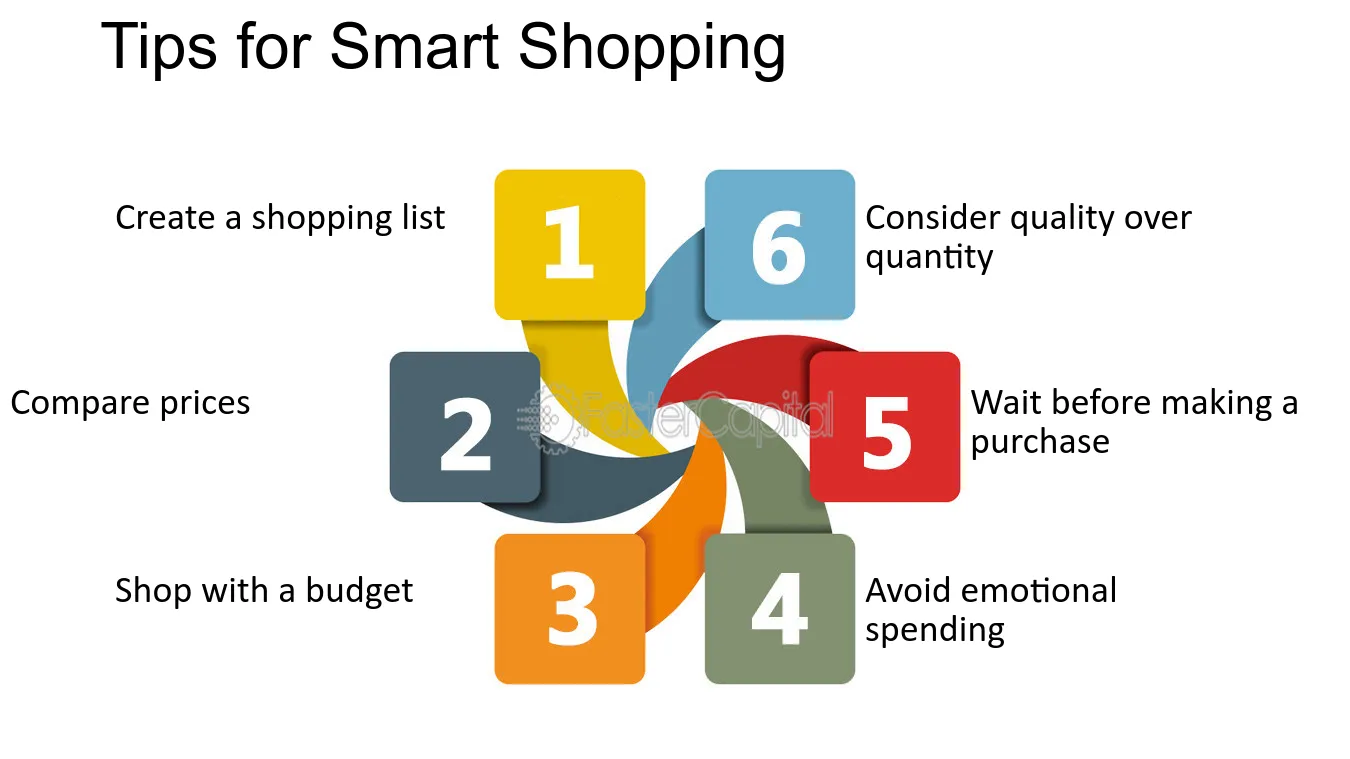 Tips for Smart Shopping
1
Create a shopping list
2
Compare prices
3
Shop with a budget
4
Avoid emotional
spending
5
Wait before making a
purchase
6
Consider quality over
quantity
FasterCapital